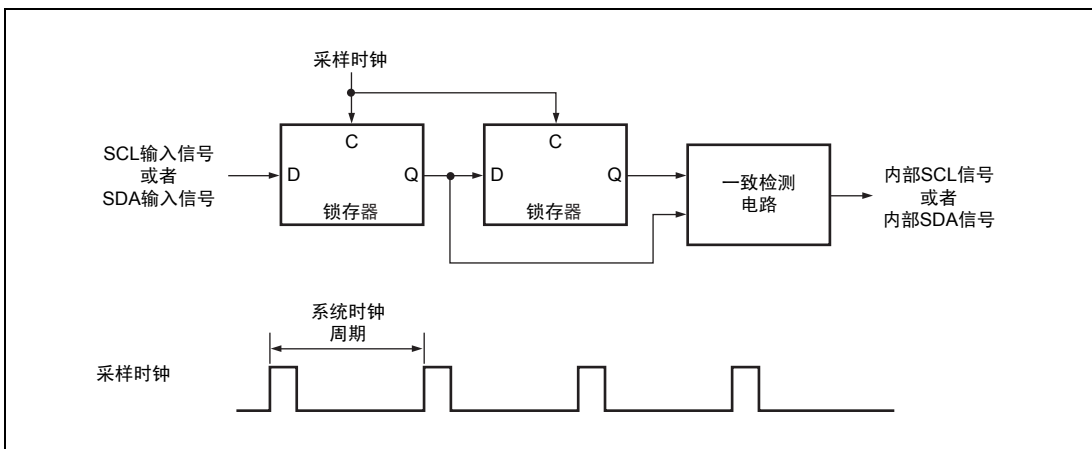 采样时钟
SCL输入信号
或者
SDA输入信号
C
D
Q
锁存器
C
D
Q
锁存器
一致检测
电路
内部SCL信号
或者
内部SDA信号
系统时钟
周期
采样时钟